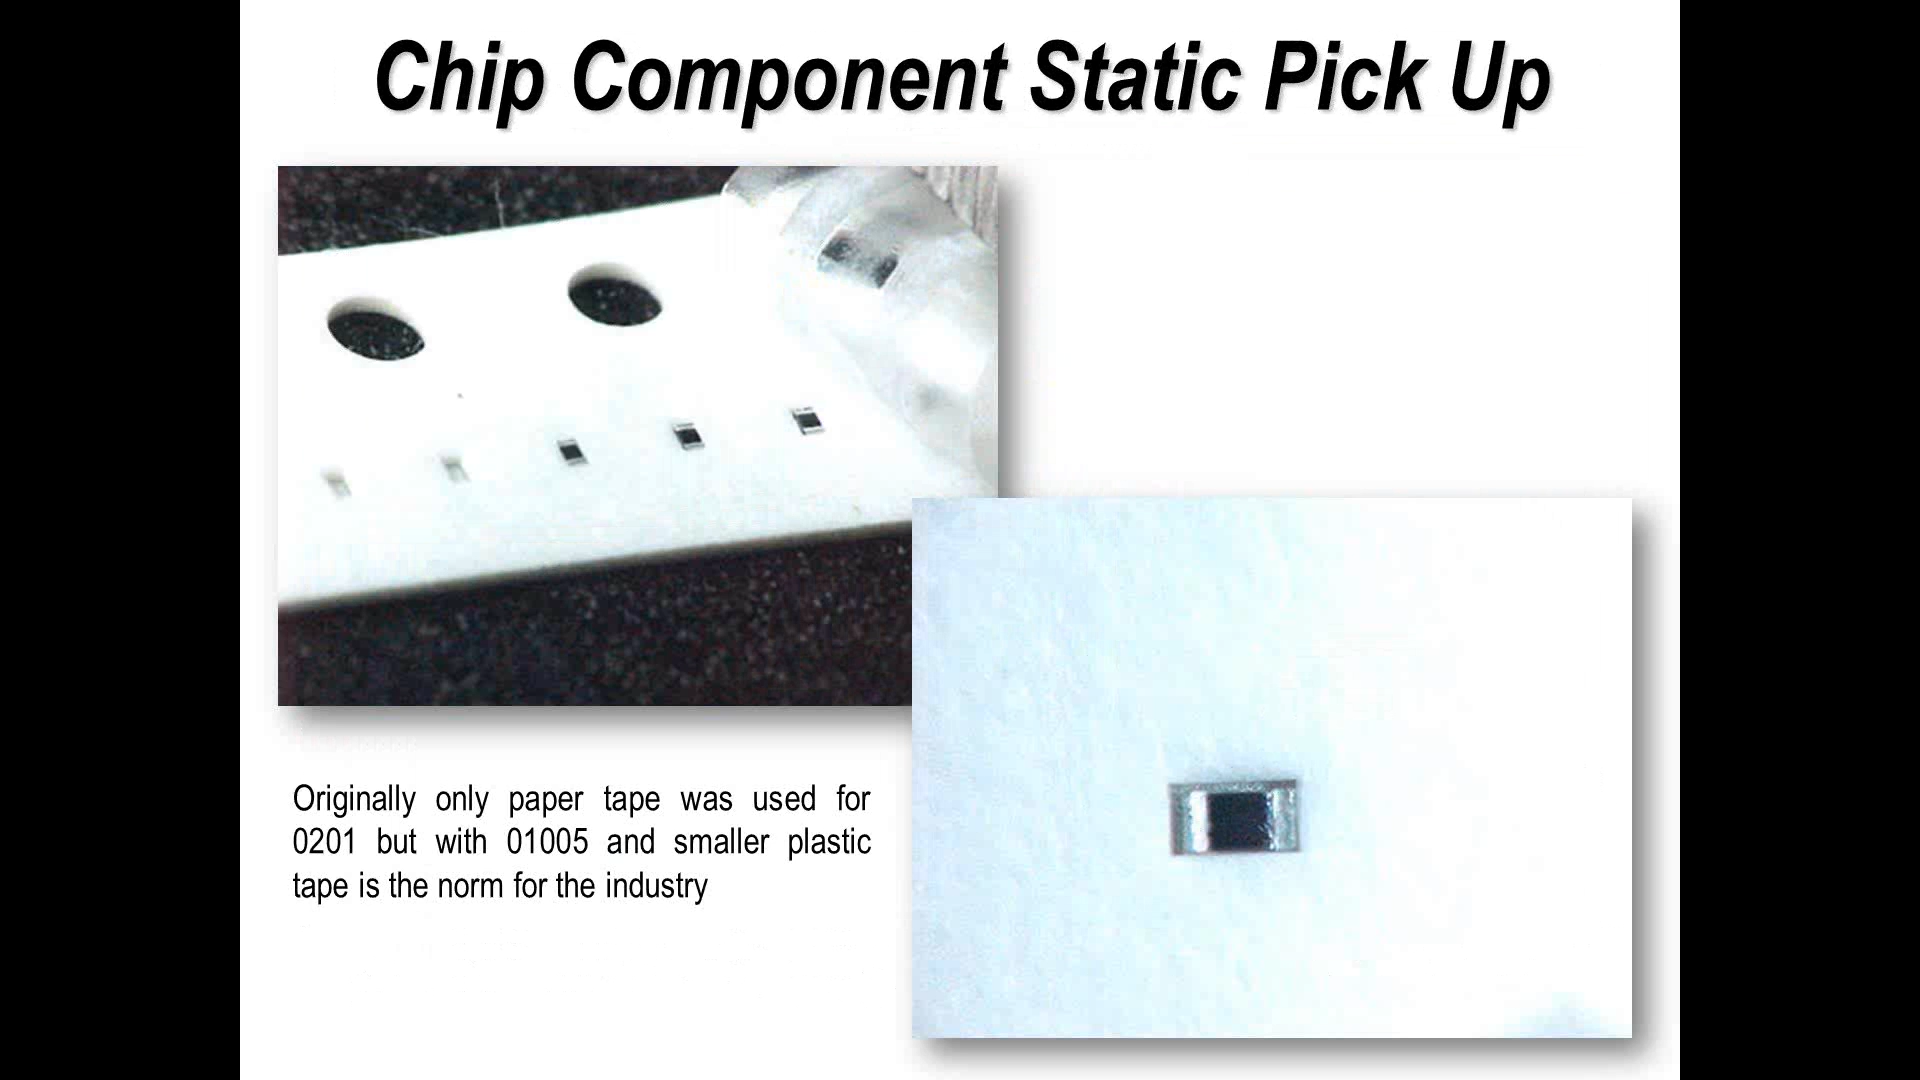 Chip Component Static Pick Up
Originally only paper tape was used for
0201 but with 01005 and smaller plastic
tape is the norm for the industry